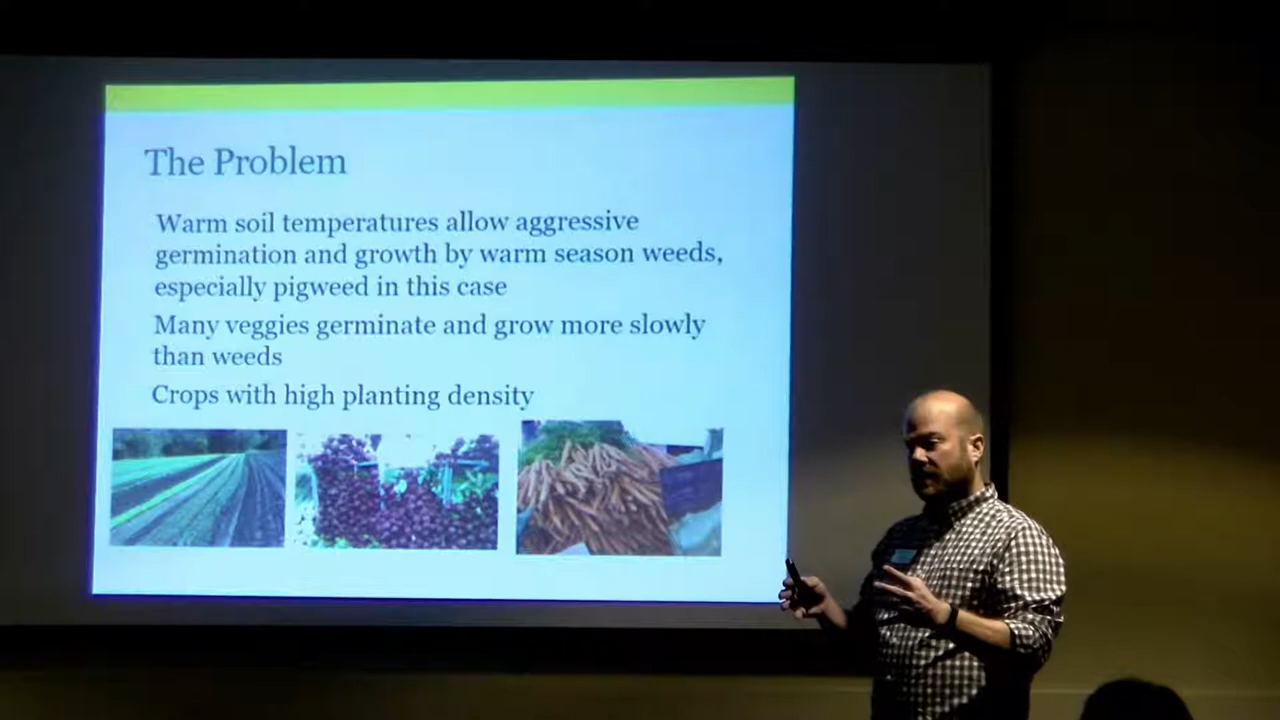 The Problem
Warm soil temperatures allow aggressive
germination and growth by warm season weeds,
especially pigweed in this case
Many veggies germinate and grow more slowly
than weeds
Crops with high planting density